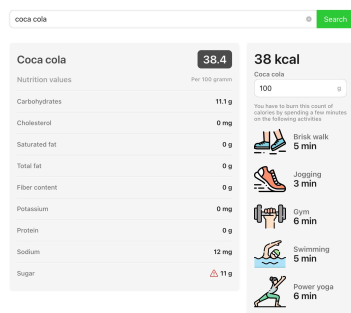 coca cola
Search
Coca cola 38.4
Nutrition values Per 100 gramm
Carbohydrates 11.1 g
Cholesterol 0 mg
Saturated fat 0 g
Total fat 0 g
Fiber content 0 g
Potassium 0 mg
Protein 0 g
Sodium 12 mg
Sugar 11 g
38 kcal
Coca cola
100 g
You have to burn this count of
calories by spending a few minutes
on the following activities
Brisk walk
5 min
Jogging
3 min
Gym
6 min
Swimming
5 min
Power yoga
6 min